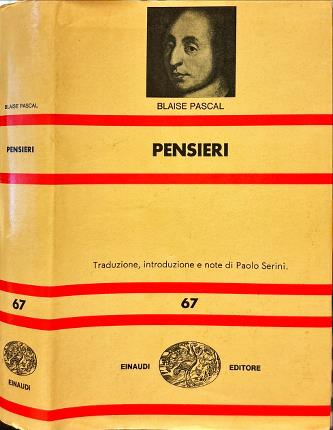 BLAISE PASCAL
PENSIERI
67
EINAUDI
BLAISE PASCAL
PENSIERI
Traduzione, introduzione e note di Paolo Serini.
67
EINAUDI EDITORE